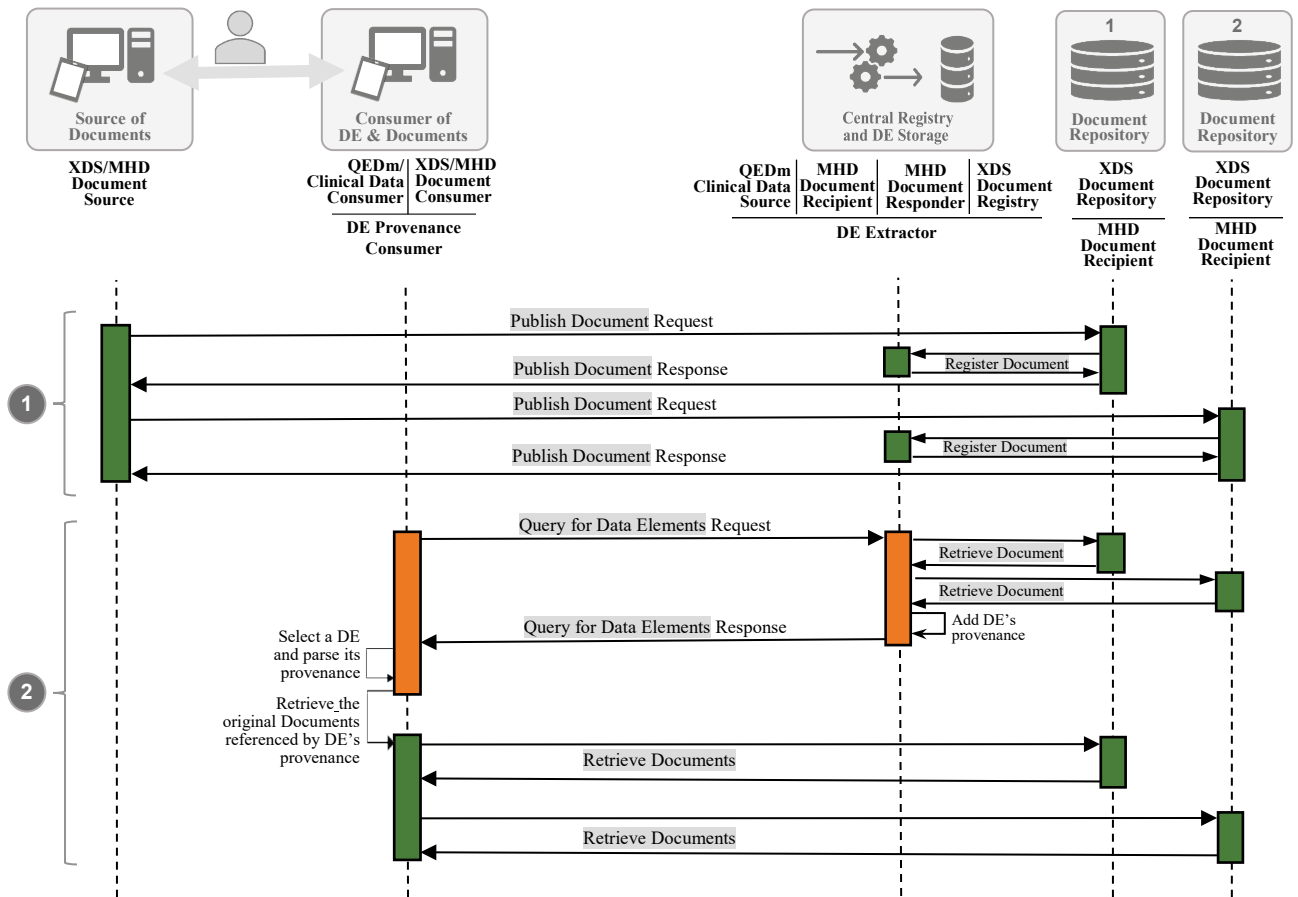 1
2
Source of
Documents
Consumer of
DE & Documents
Central Registry
and DE Storage
Document
Repository
Document
Repository
XDS/MHD
Document
Source
QEDm/
Clinical Data
Consumer
XDS/MHD
Document
Consumer
DE Provenance
Consumer
QEDm
Clinical Data
Source
MHD
Document
Recipient
MHD
Document
Responder
XDS
Document
Registry
DE Extractor
XDS
Document
Repository
MHD
Document
Recipient
XDS
Document
Repository
MHD
Document
Recipient
1
Publish Document Request
Register Document
Publish Document Response
Publish Document Request
Register Document
Publish Document Response
2
Query for Data Elements Request
Retrieve Document
Retrieve Document
Add DE's
provenance
Query for Data Elements Response
Select a DE
and parse its
provenance
Retrieve the
original Documents
referenced by DE's
provenance
Retrieve Documents
Retrieve Documents